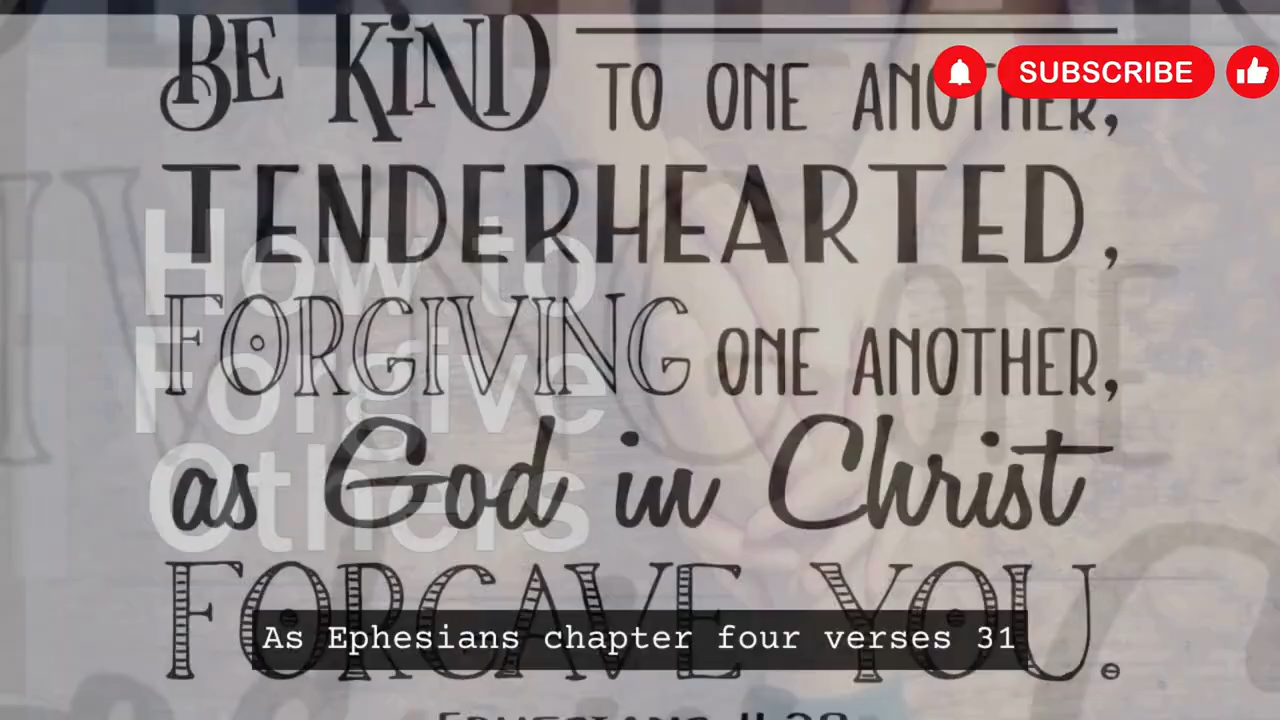 BE KiND
TO ONE ANOTHER,
SUBSCRIBE
TENDERHEARTED,
How to
FORGIVING ONE ANOTHER,
Forgive
as God in Christ
Others
FORGAVE YOU.
As Ephesians chapter four verses 31